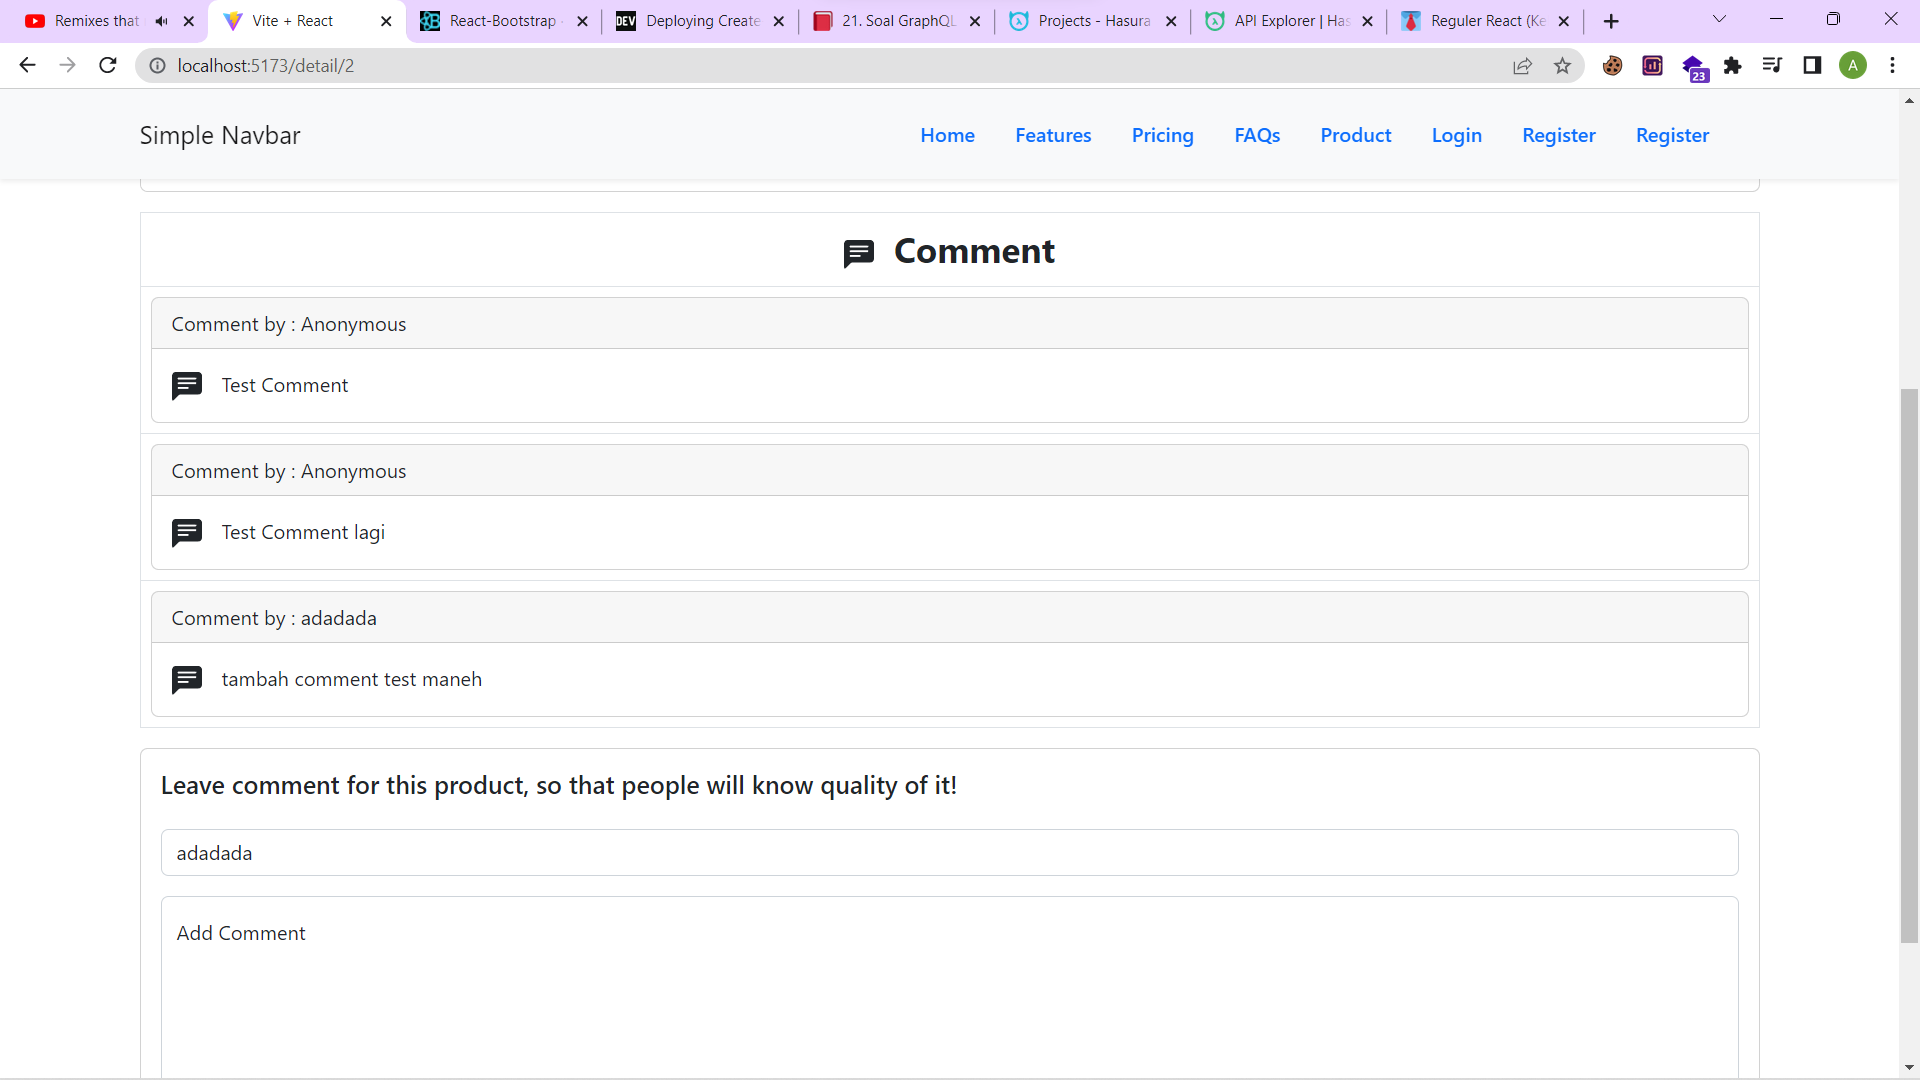 Remixes that
Vite + React
React-Bootstrap
Deploying Create
21. Soal GraphQL
Projects - Hasura
API Explorer | Has
Reguler React (Ke
localhost:5173/detail/2
23
A
Simple Navbar
Home
Features
Pricing
FAQs
Product
Login
Register
Register
Comment
Comment by : Anonymous
Test Comment
Comment by : Anonymous
Test Comment lagi
Comment by : adadada
tambah comment test maneh
Leave comment for this product, so that people will know quality of it!
adadada
Add Comment